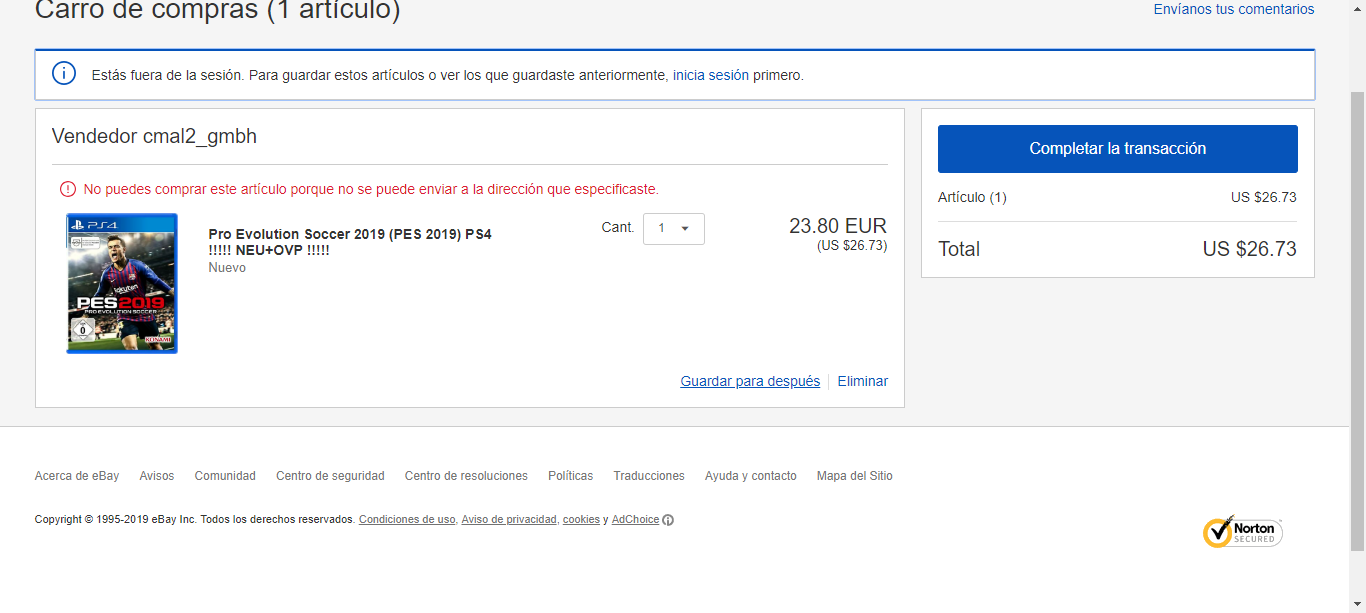 Carro de compras (1 artículo)
Envíanos tus comentarios
Estás fuera de la sesión. Para guardar estos artículos o ver los que guardaste anteriormente, inicia sesión primero.
Vendedor cmal2_gmbh
No puedes comprar este artículo porque no se puede enviar a la dirección que especificaste.
PS4
rakuten
PES2019
PRO EVOLUTION SOCCER
0
KONAMI
Pro Evolution Soccer 2019 (PES 2019) PS4
!!!!! NEU+OVP !!!!!
Nuevo
Cant.
1
23.80 EUR
(US $26.73)
Guardar para después
Eliminar
Completar la transacción
Artículo (1)
US $26.73
Total
US $26.73
Acerca de eBay Avisos Comunidad Centro de seguridad Centro de resoluciones Políticas Traducciones Ayuda y contacto Mapa del Sitio
Copyright © 1995-2019 eBay Inc. Todos los derechos reservados. Condiciones de uso, Aviso de privacidad, cookies y AdChoice
Norton
SECURED